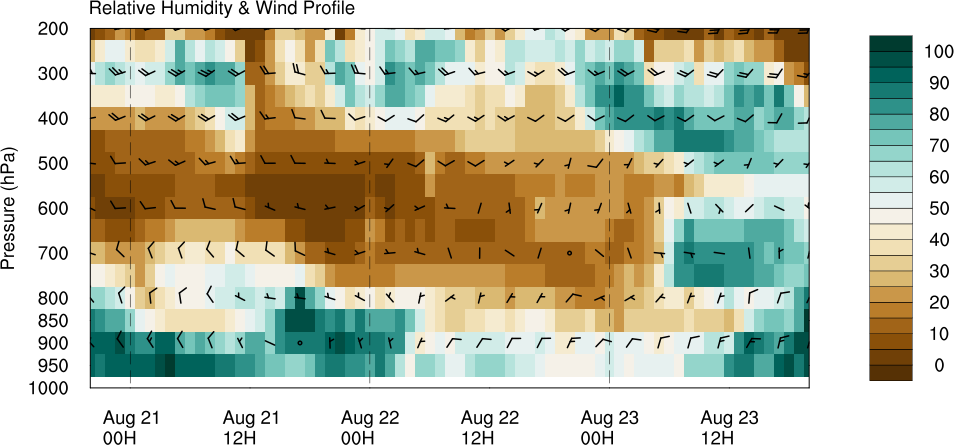 Relative Humidity & Wind Profile
Pressure (hPa)
200
300
400
500
600
700
800
850
900
950
1000
Aug 21
00H
Aug 21
12H
Aug 22
00H
Aug 22
12H
Aug 23
00H
Aug 23
12H
100
90
80
70
60
50
40
30
20
10
0